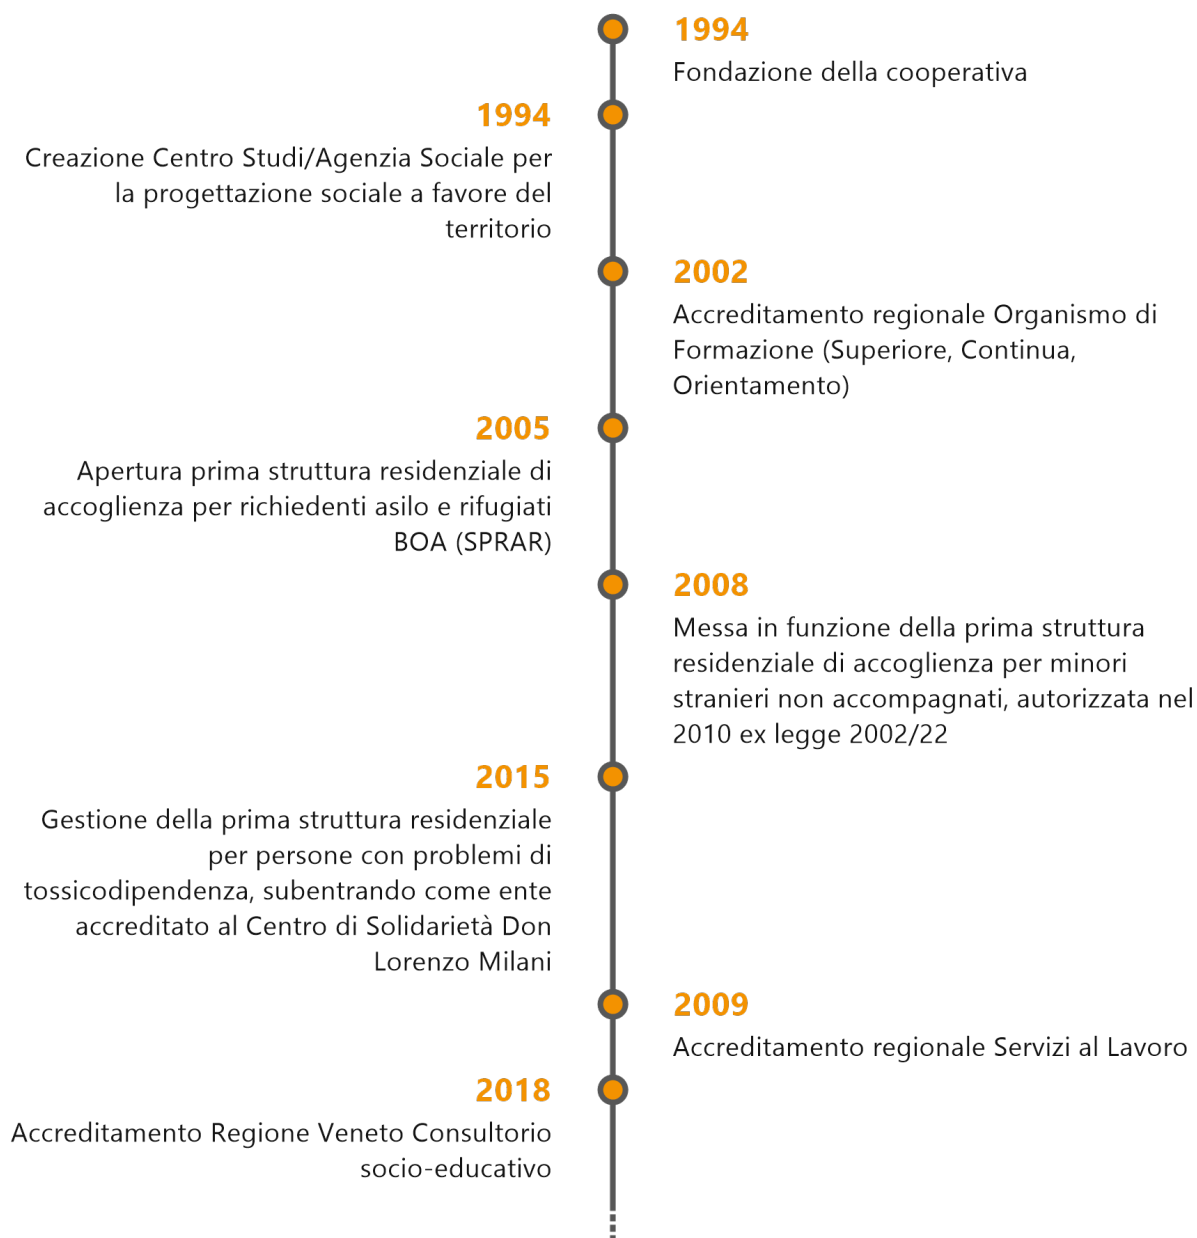 1994
Fondazione della cooperativa
1994
Creazione Centro Studi/Agenzia Sociale per
la progettazione sociale a favore del
territorio
2002
Accreditamento regionale Organismo di
Formazione (Superiore, Continua,
Orientamento)
2005
Apertura prima struttura residenziale di
accoglienza per richiedenti asilo e rifugiati
BOA (SPRAR)
2008
Messa in funzione della prima struttura
residenziale di accoglienza per minori
stranieri non accompagnati, autorizzata nel
2010 ex legge 2002/22
2015
Gestione della prima struttura residenziale
per persone con problemi di
tossicodipendenza, subentrando come ente
accreditato al Centro di Solidarietà Don
Lorenzo Milani
2009
Accreditamento regionale Servizi al Lavoro
2018
Accreditamento Regione Veneto Consultorio
socio-educativo